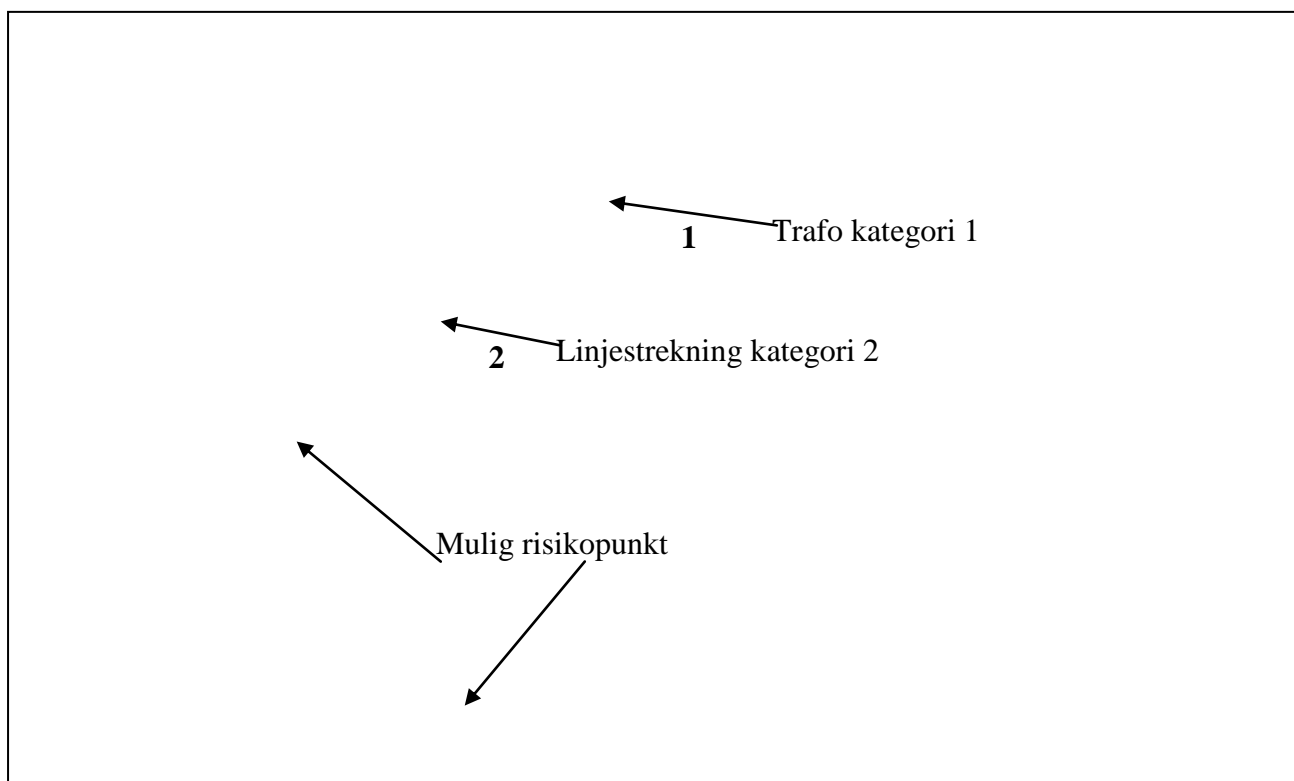 1
Trafo kategori 1
2
Linjestrekning kategori 2
Mulig risikopunkt